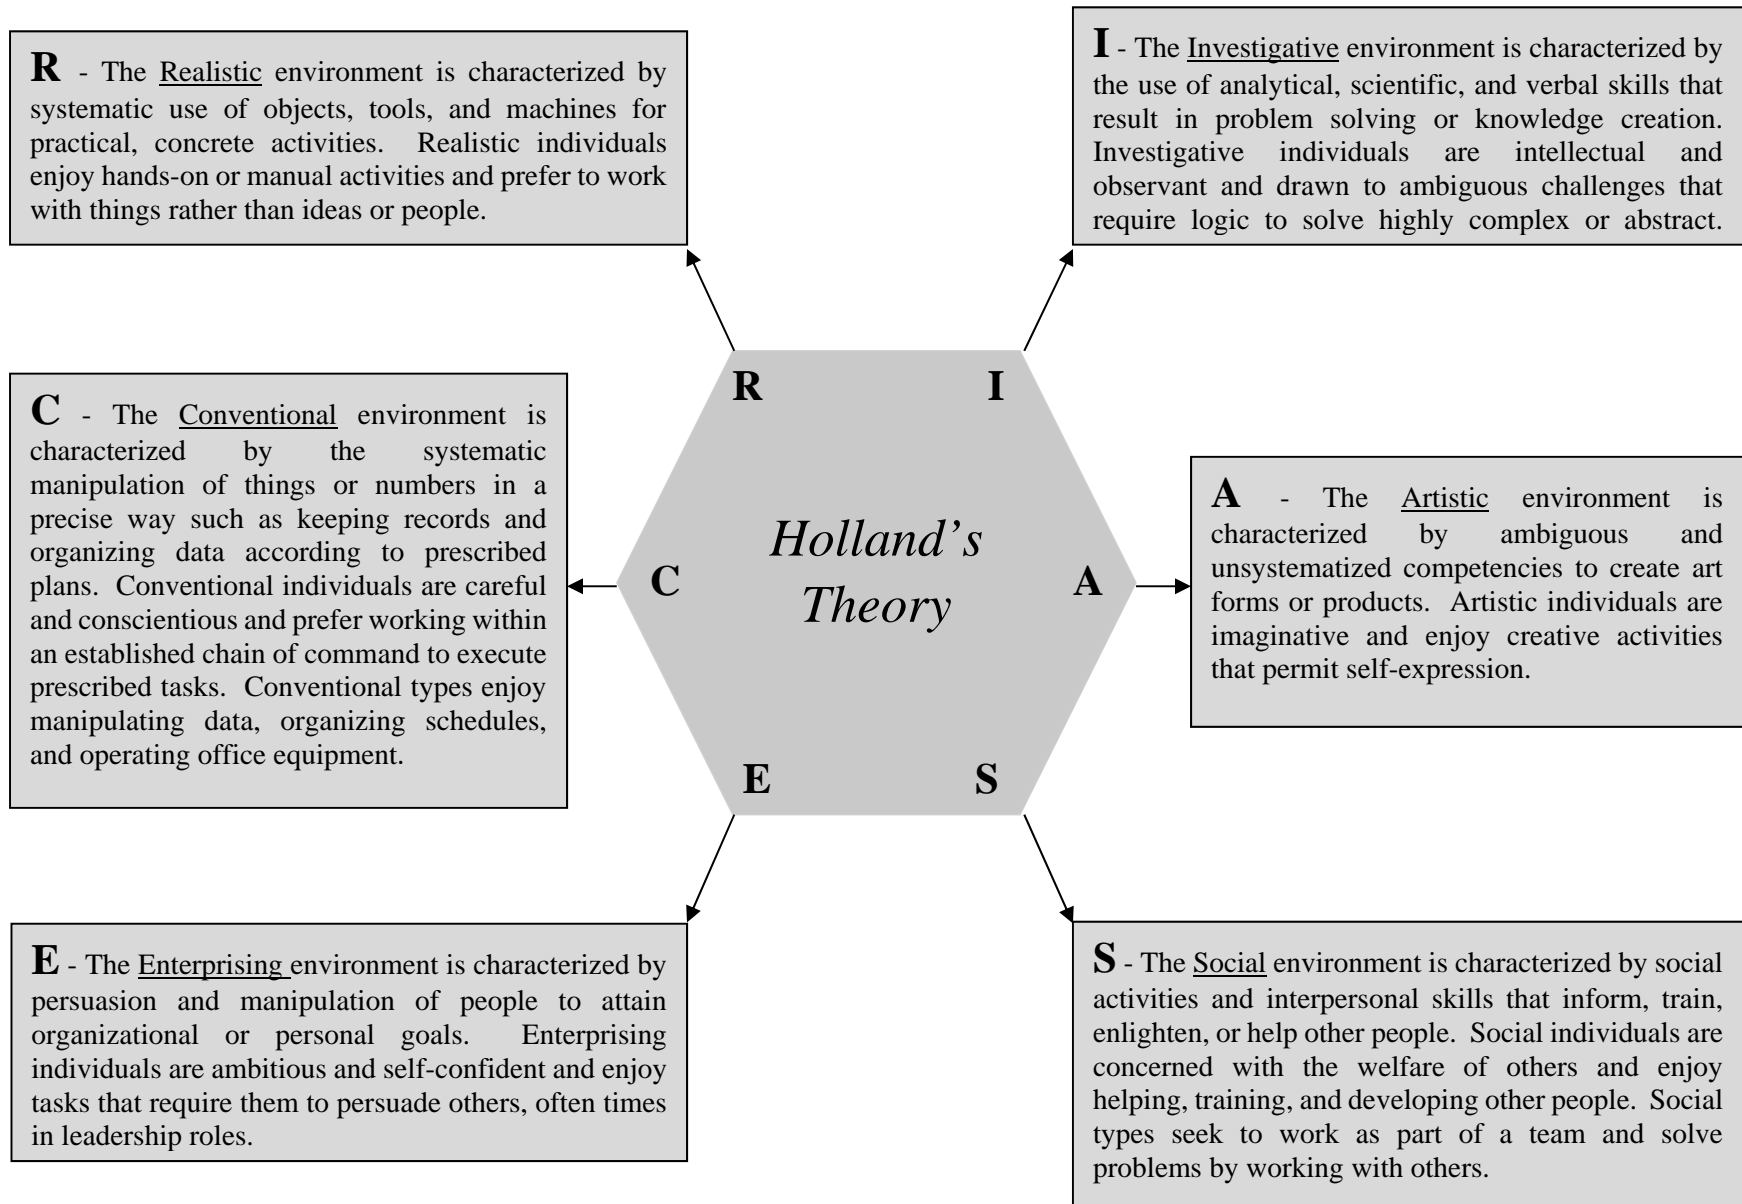 R - The Realistic environment is characterized by
systematic use of objects, tools, and machines for
practical, concrete activities. Realistic individuals
enjoy hands-on or manual activities and prefer to work
with things rather than ideas or people.
I - The Investigative environment is characterized by
the use of analytical, scientific, and verbal skills that
result in problem solving or knowledge creation.
Investigative individuals are intellectual and
observant and drawn to ambiguous challenges that
require logic to solve highly complex or abstract.
R
I
C - The Conventional environment is
characterized by the systematic
manipulation of things or numbers in a
precise way such as keeping records and
organizing data according to prescribed
plans. Conventional individuals are careful
and conscientious and prefer working within
an established chain of command to execute
prescribed tasks. Conventional types enjoy
manipulating data, organizing schedules,
and operating office equipment.
C
Holland's
Theory
A
A - The Artistic environment is
characterized by ambiguous and
unsystematized competencies to create art
forms or products. Artistic individuals are
imaginative and enjoy creative activities
that permit self-expression.
E
S
E - The Enterprising environment is characterized by
persuasion and manipulation of people to attain
organizational or personal goals. Enterprising
individuals are ambitious and self-confident and enjoy
tasks that require them to persuade others, often times
in leadership roles.
S - The Social environment is characterized by social
activities and interpersonal skills that inform, train,
enlighten, or help other people. Social individuals are
concerned with the welfare of others and enjoy
helping, training, and developing other people. Social
types seek to work as part of a team and solve
problems by working with others.